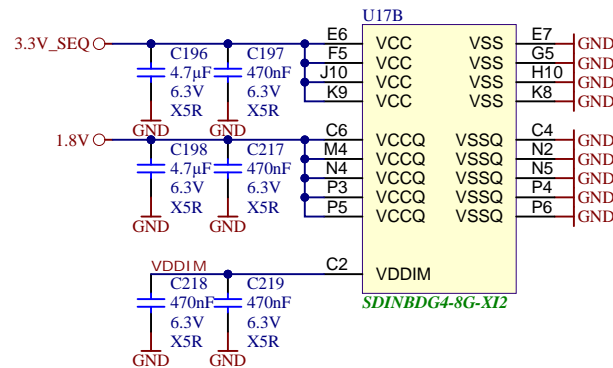 U17B
3.3V_SEQ
C196
4.7µF
6.3V
X5R
GND
C197
470nF
6.3V
X5R
GND
E6 VCC VSS E7 GND
F5 VCC VSS G5 GND
J10 VCC VSS H10 GND
K9 VCC VSS K8 GND
1.8V
C198
4.7µF
6.3V
X5R
GND
C217
470nF
6.3V
X5R
GND
C6 VCCQ VSSQ C4 GND
M4 VCCQ VSSQ N2 GND
N4 VCCQ VSSQ N5 GND
P3 VCCQ VSSQ P4 GND
P5 VCCQ VSSQ P6 GND
VDDIM C2 VDDIM
C218
470nF
6.3V
X5R
GND
C219
470nF
6.3V
X5R
GND
SDINBDG4-8G-XI2